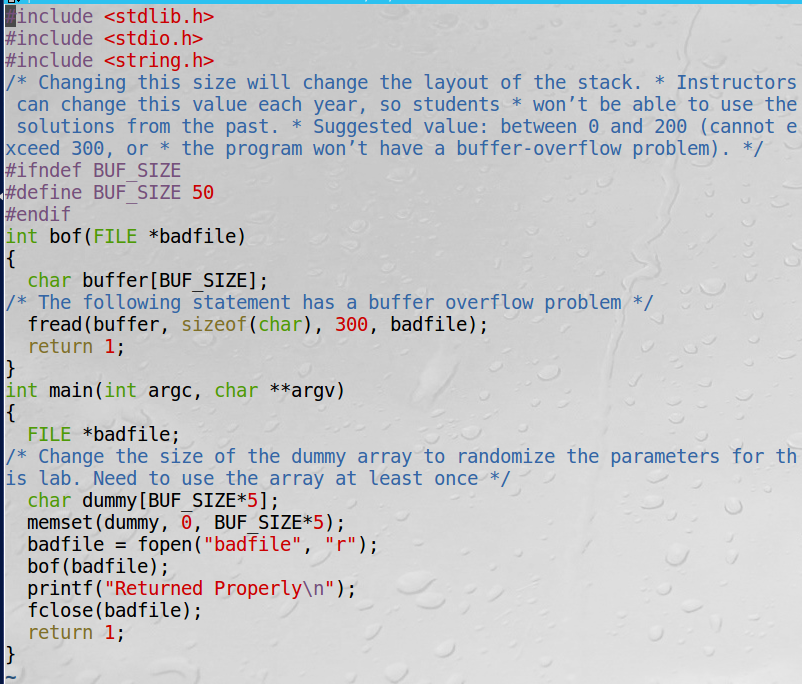 #include <stdlib.h>
#include <stdio.h>
#include <string.h>
/* Changing this size will change the layout of the stack. * Instructors
 can change this value each year, so students * won’t be able to use the
 solutions from the past. * Suggested value: between 0 and 200 (cannot e
xceed 300, or * the program won’t have a buffer-overflow problem). */
#ifndef BUF_SIZE
#define BUF_SIZE 50
#endif
int bof(FILE *badfile)
{
  char buffer[BUF_SIZE];
/* The following statement has a buffer overflow problem */
  fread(buffer, sizeof(char), 300, badfile);
  return 1;
}
int main(int argc, char **argv)
{
  FILE *badfile;
/* Change the size of the dummy array to randomize the parameters for th
is lab. Need to use the array at least once */
  char dummy[BUF_SIZE*5];
  memset(dummy, 0, BUF_SIZE*5);
  badfile = fopen("badfile", "r");
  bof(badfile);
  printf("Returned Properly\n");
  fclose(badfile);
  return 1;
}
~